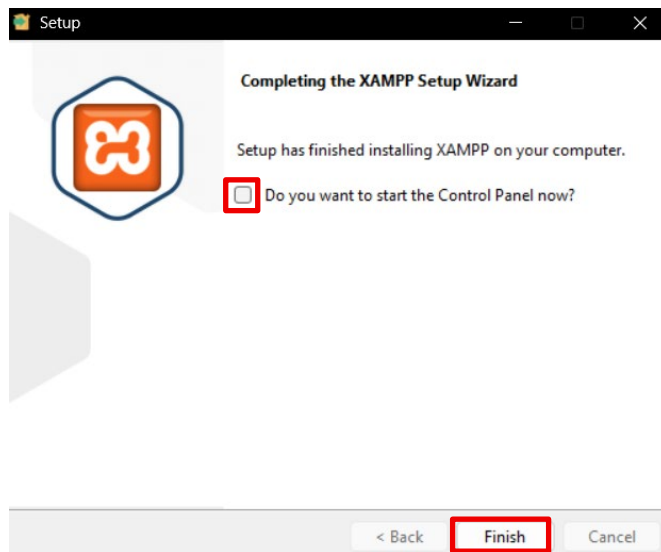 Setup
Completing the XAMPP Setup Wizard
Setup has finished installing XAMPP on your computer.
Do you want to start the Control Panel now?
< Back Finish Cancel